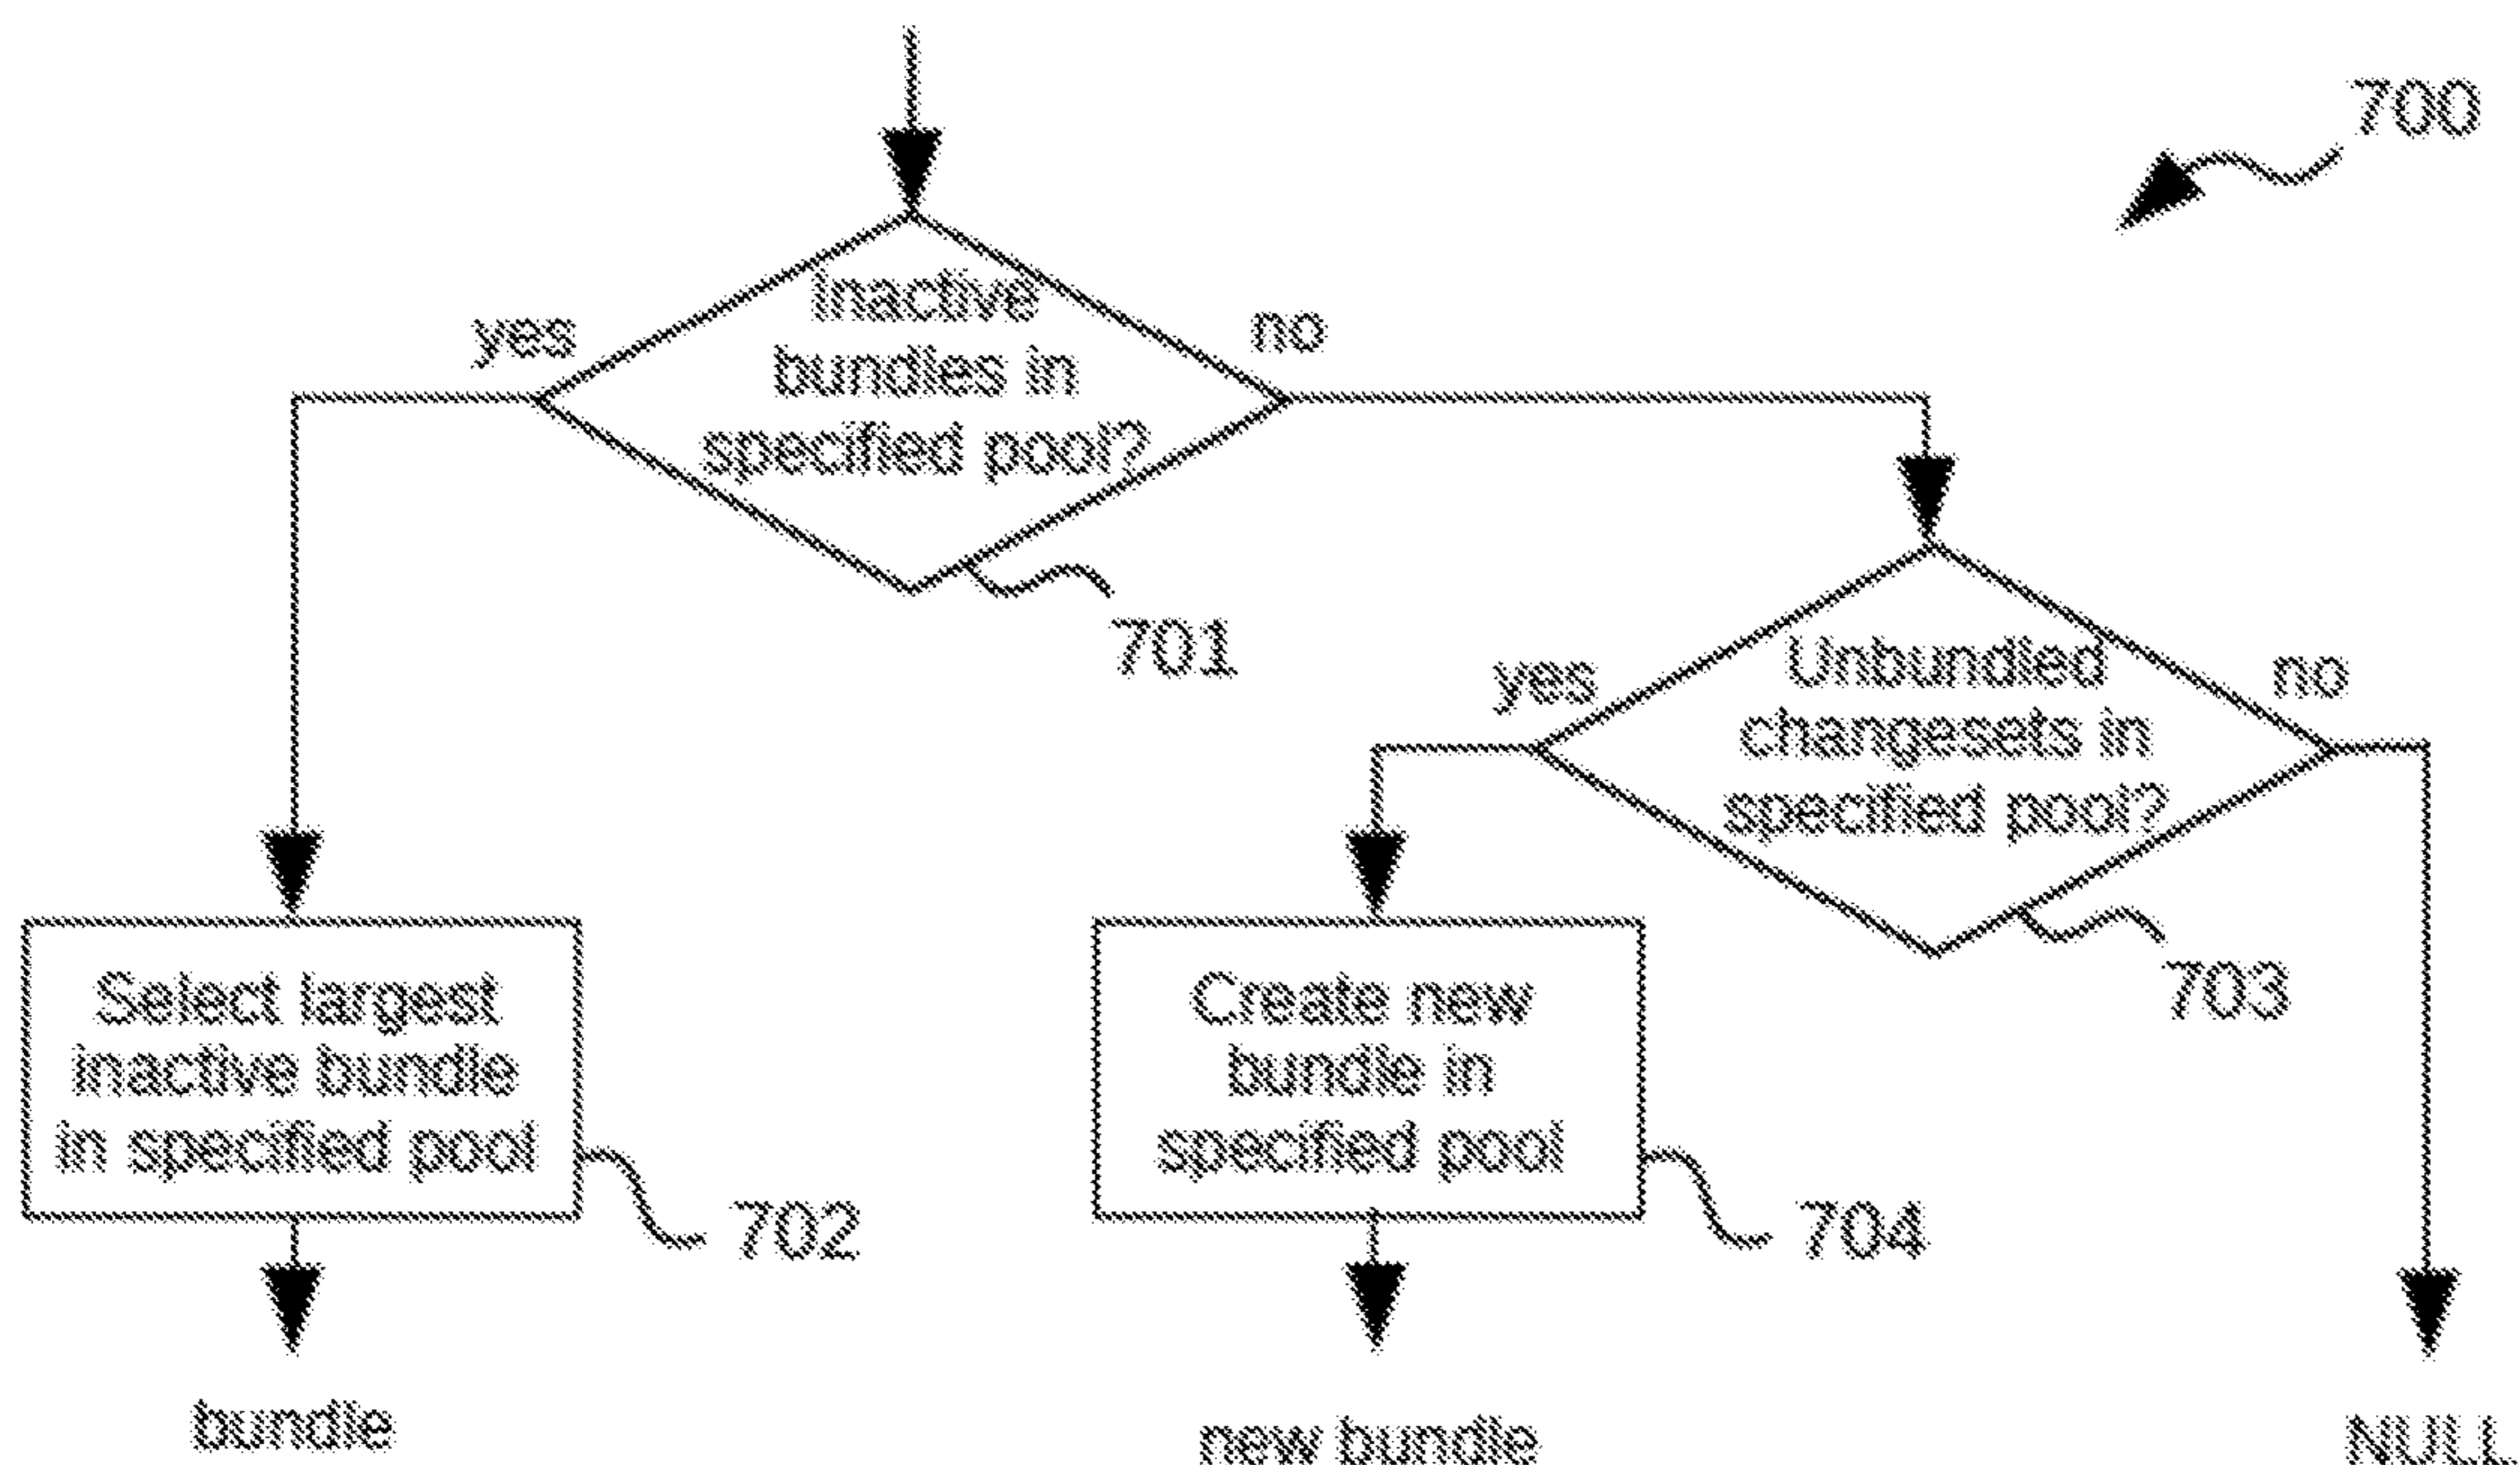 700
Inactive
bundles in
specified pool?
yes
no
701
Unbundled
changesets in
specified pool?
yes
no
703
Select largest
inactive bundle
in specified pool
702
Create new
bundle in
specified pool
704
bundle
new bundle
NULL